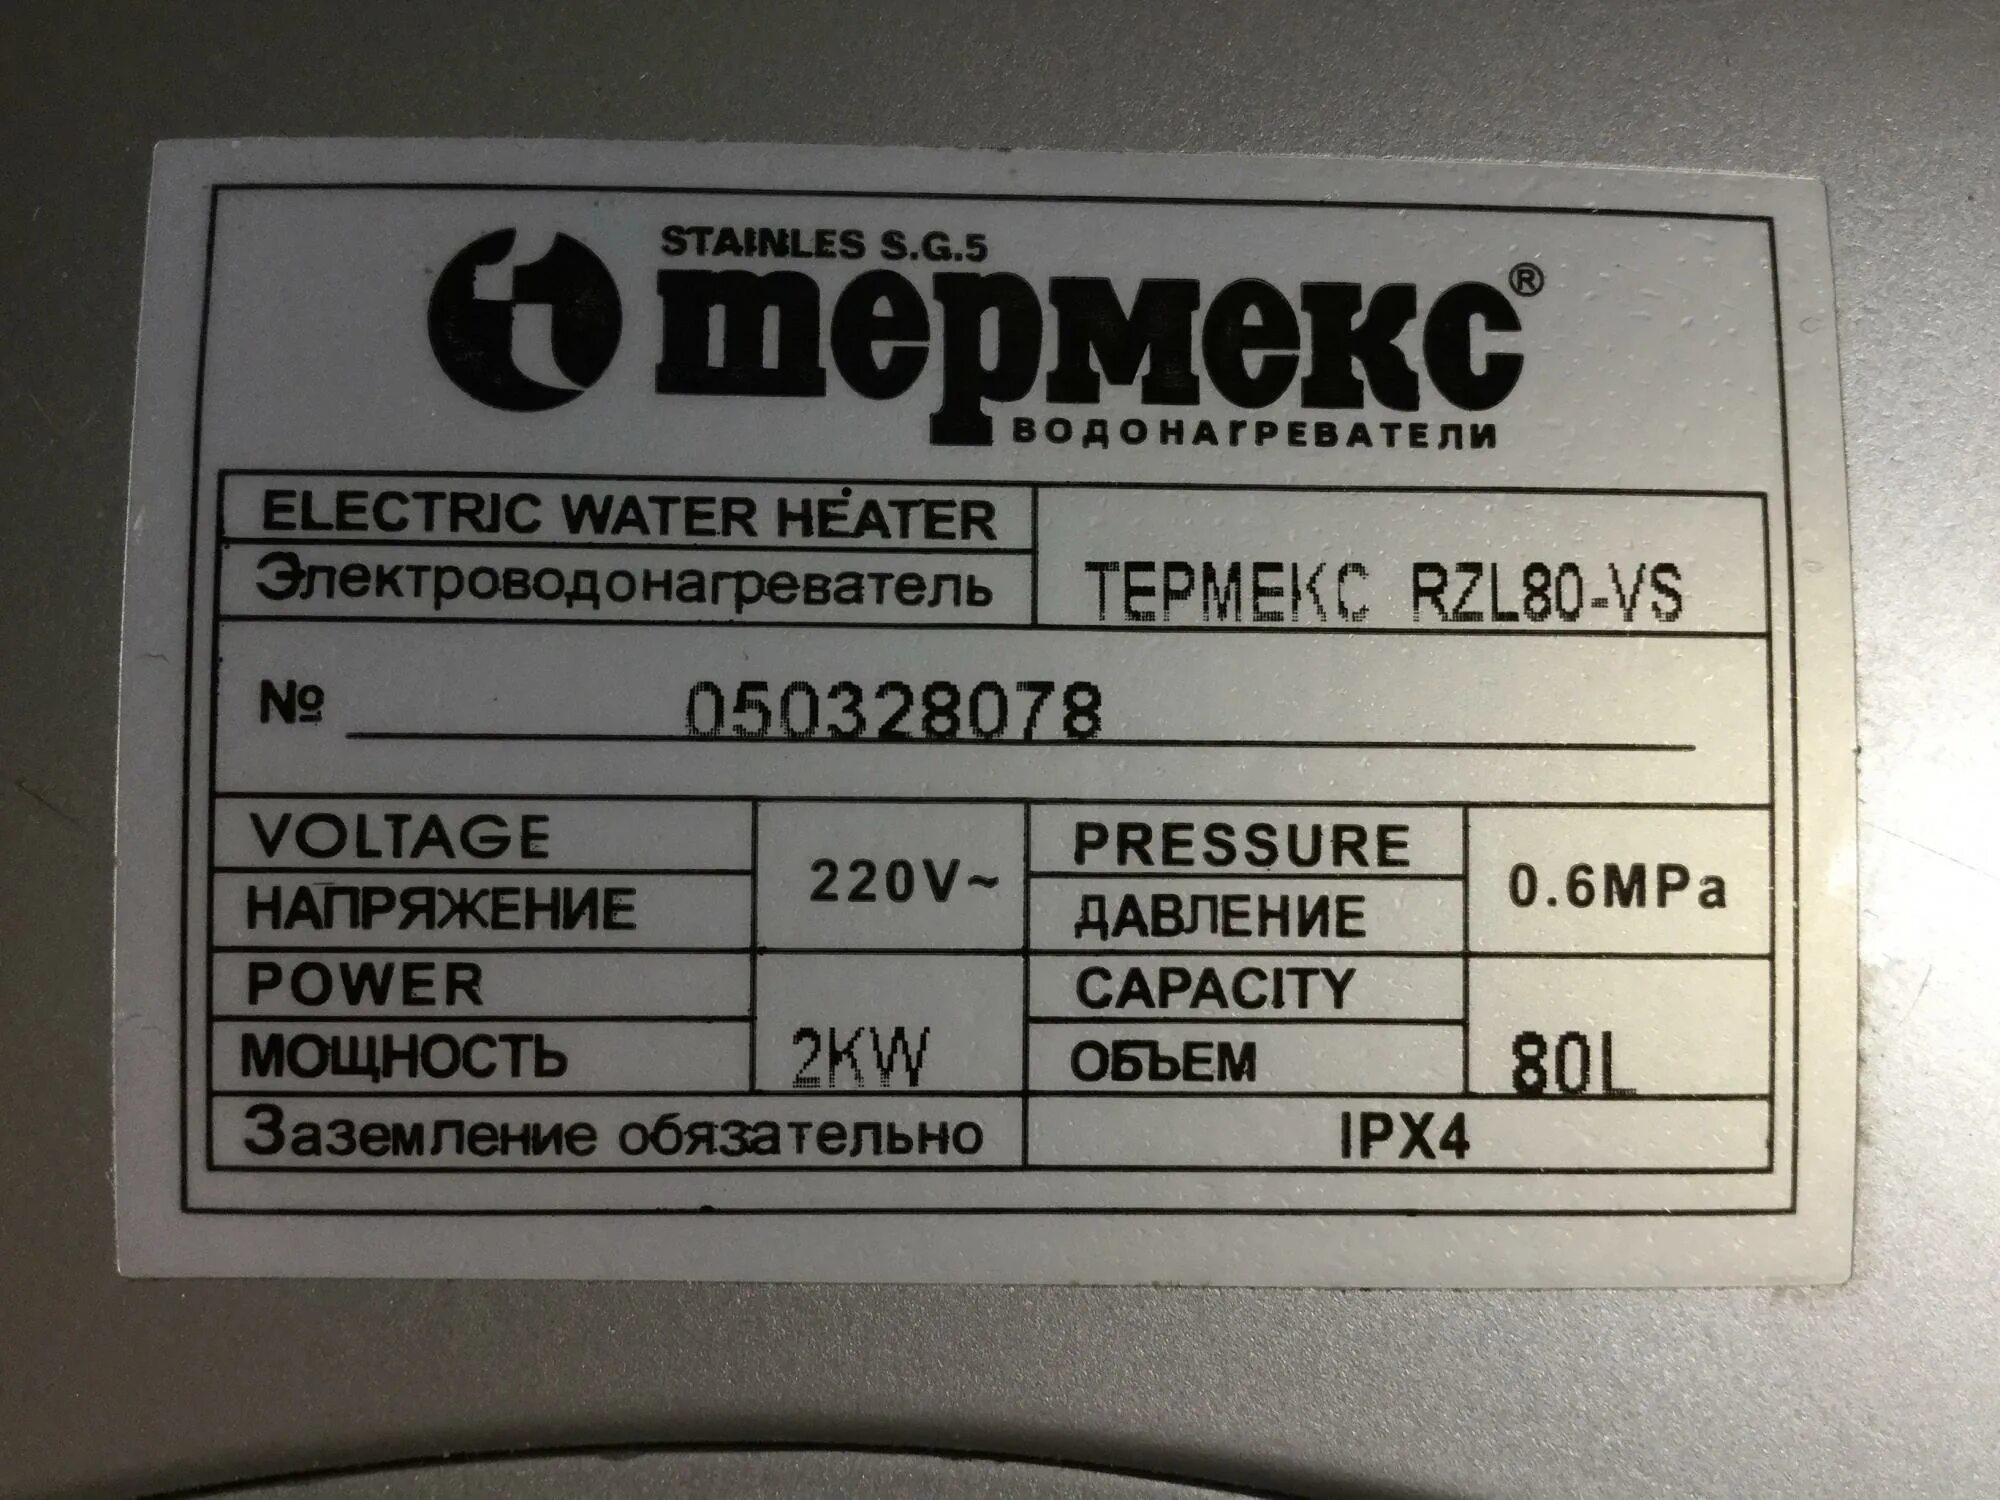 STAINLES S.G.5
термекс®
ВОДОНАГРЕВАТЕЛИ
ELECTRIC WATER HEATER
Электроводонагреватель
ТЕРМЕКС RZL80-VS
№ 050328078
VOLTAGE
НАПРЯЖЕНИЕ
220V~
PRESSURE
ДАВЛЕНИЕ
0.6MPa
POWER
МОЩНОСТЬ
2KW
CAPACITY
ОБЪЕМ
80L
Заземление обязательно
IPX4